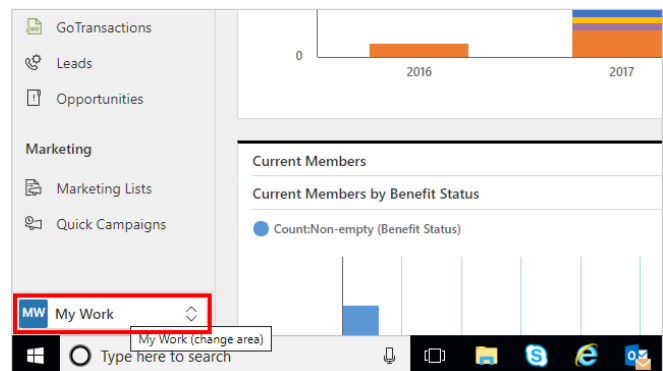 GoTransactions
Leads
Opportunities
Marketing
Marketing Lists
Quick Campaigns
MW My Work
My Work (change area)
Type here to search
0
2016 2017
Current Members
Current Members by Benefit Status
Count:Non-empty (Benefit Status)